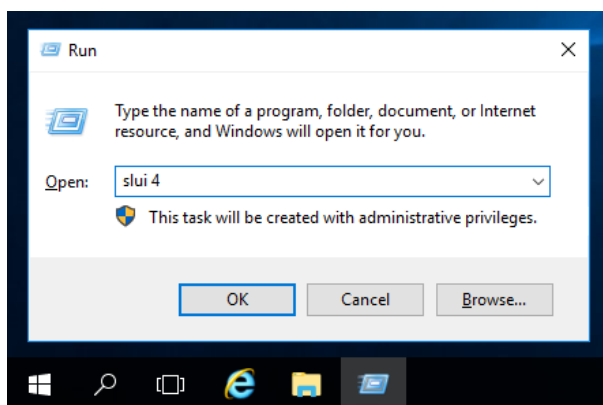 Run
Type the name of a program, folder, document, or Internet
resource, and Windows will open it for you.
Open: slui 4
This task will be created with administrative privileges.
OK Cancel Browse...